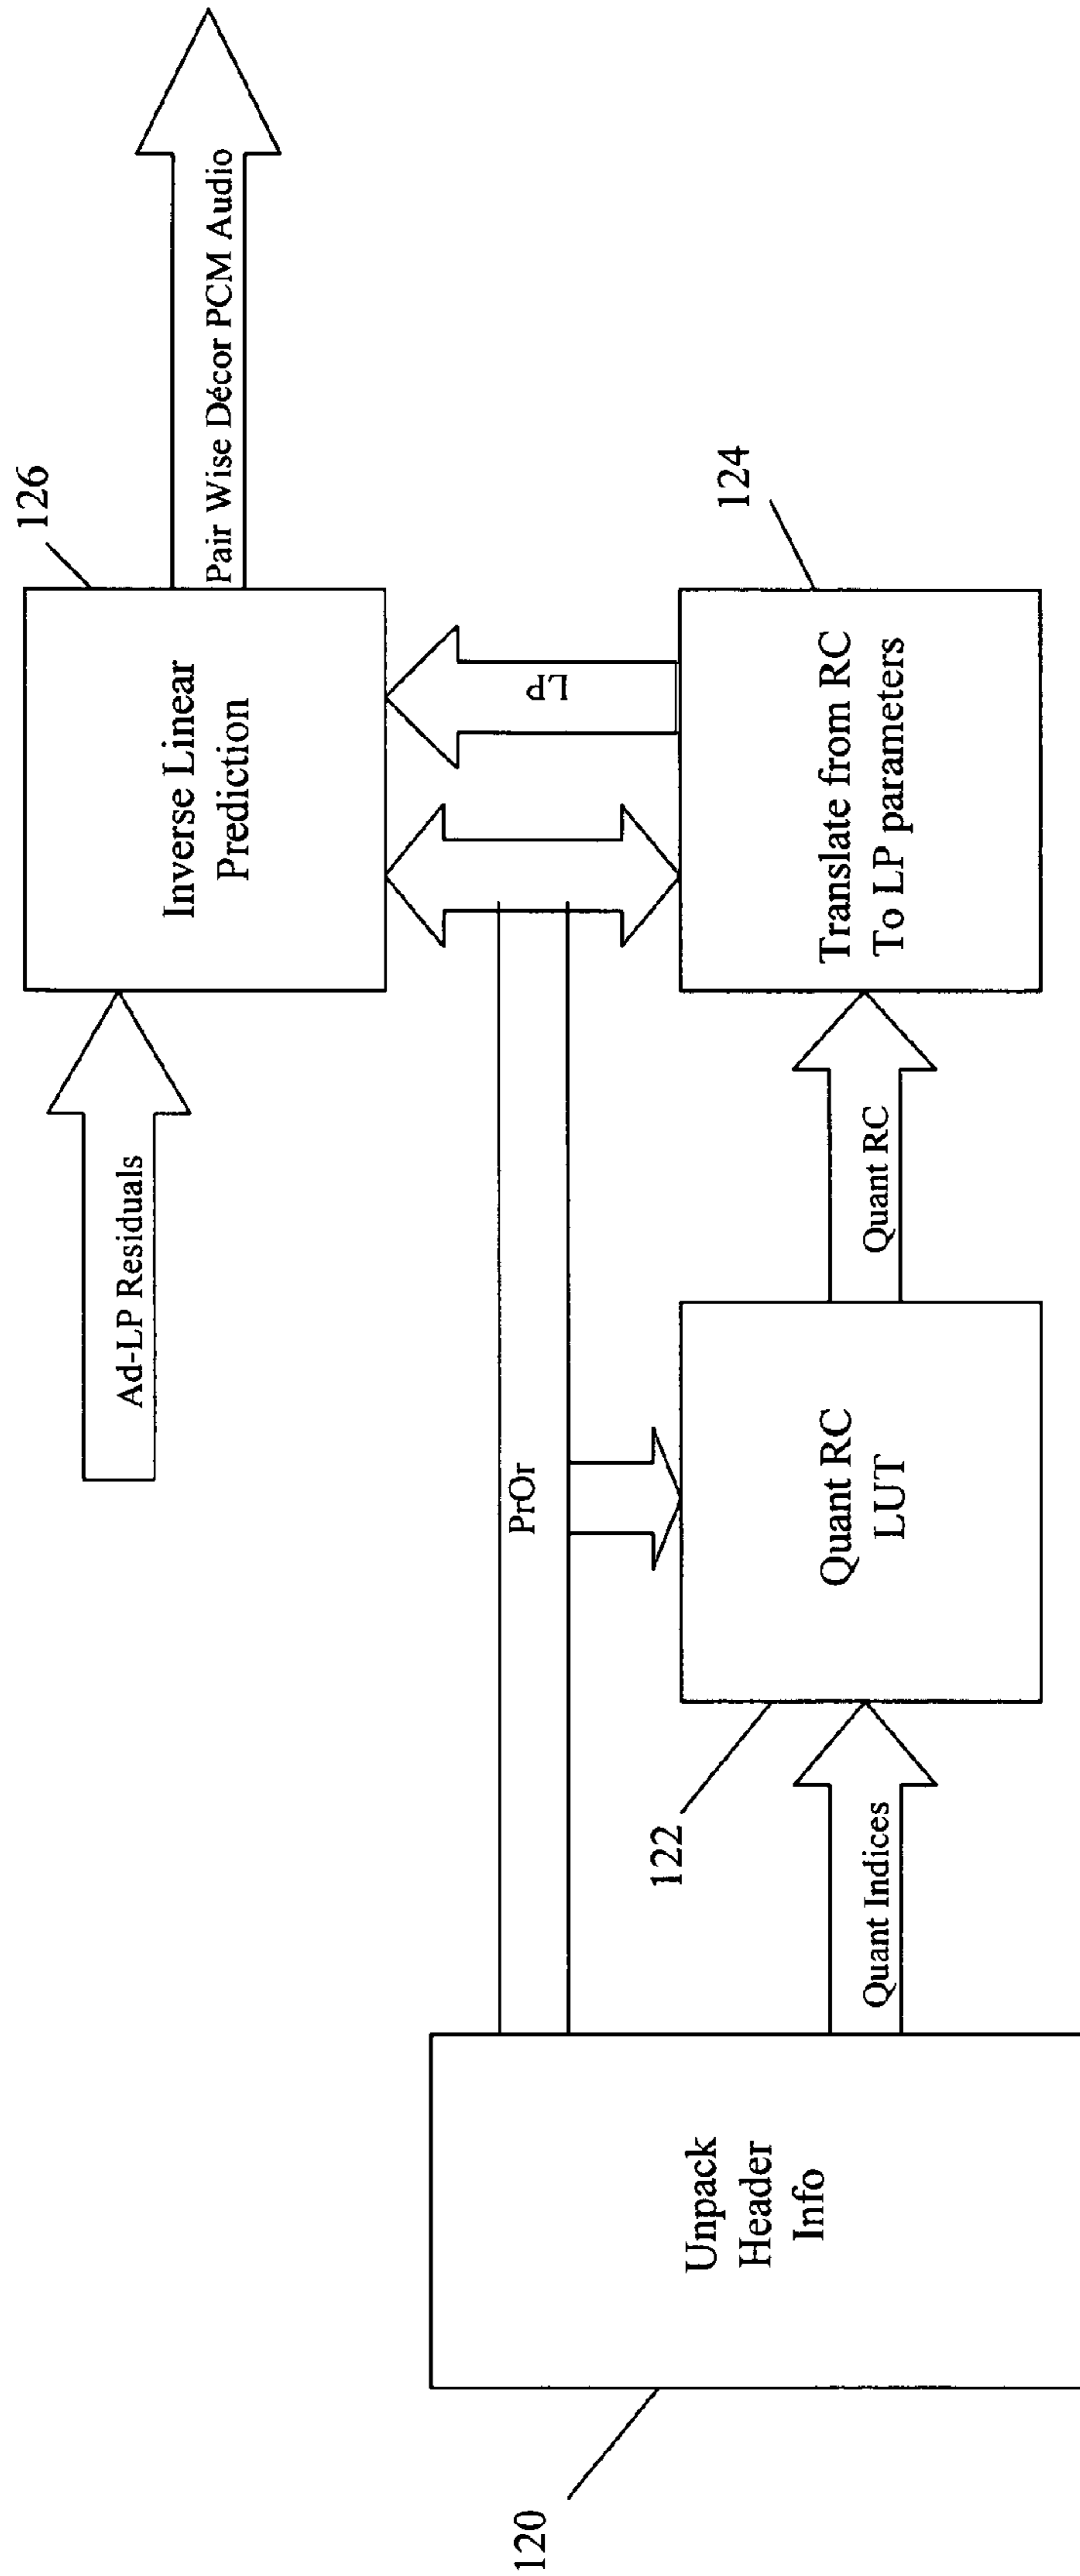 126
Inverse Linear
Prediction
Ad-LP Residuals
Pair Wise Décor PCM Audio
LP
PrOr
120
Unpack
Header
Info
Quant Indices
122
Quant RC
LUT
Quant RC
124
Translate from RC
To LP parameters